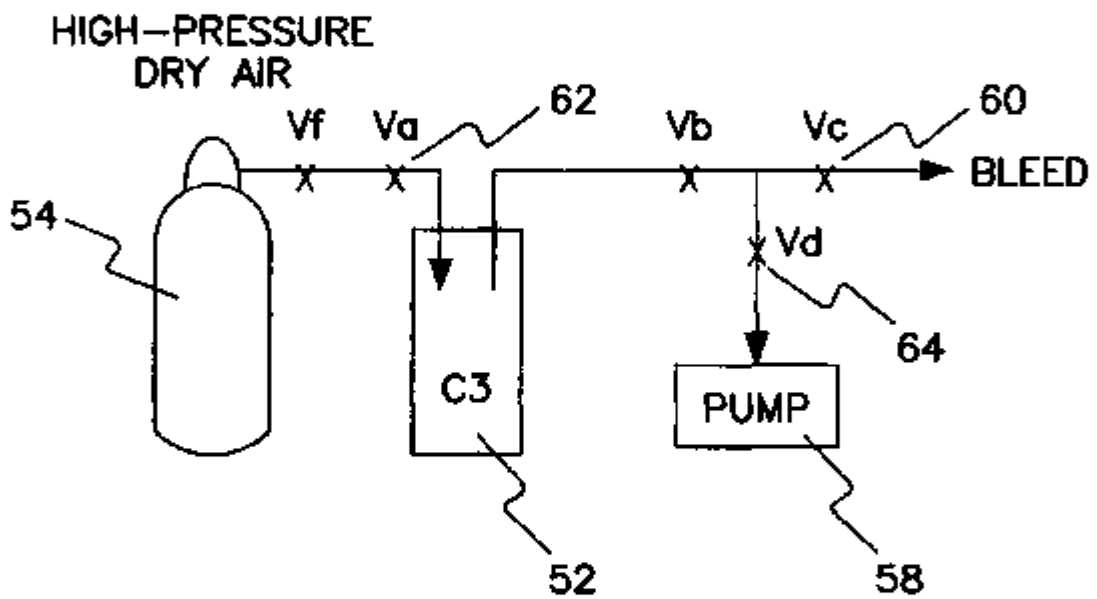 HIGH-PRESSURE
DRY AIR
62
60
Vf
Va
Vb
Vc
BLEED
54
Vd
64
C3
PUMP
52
58